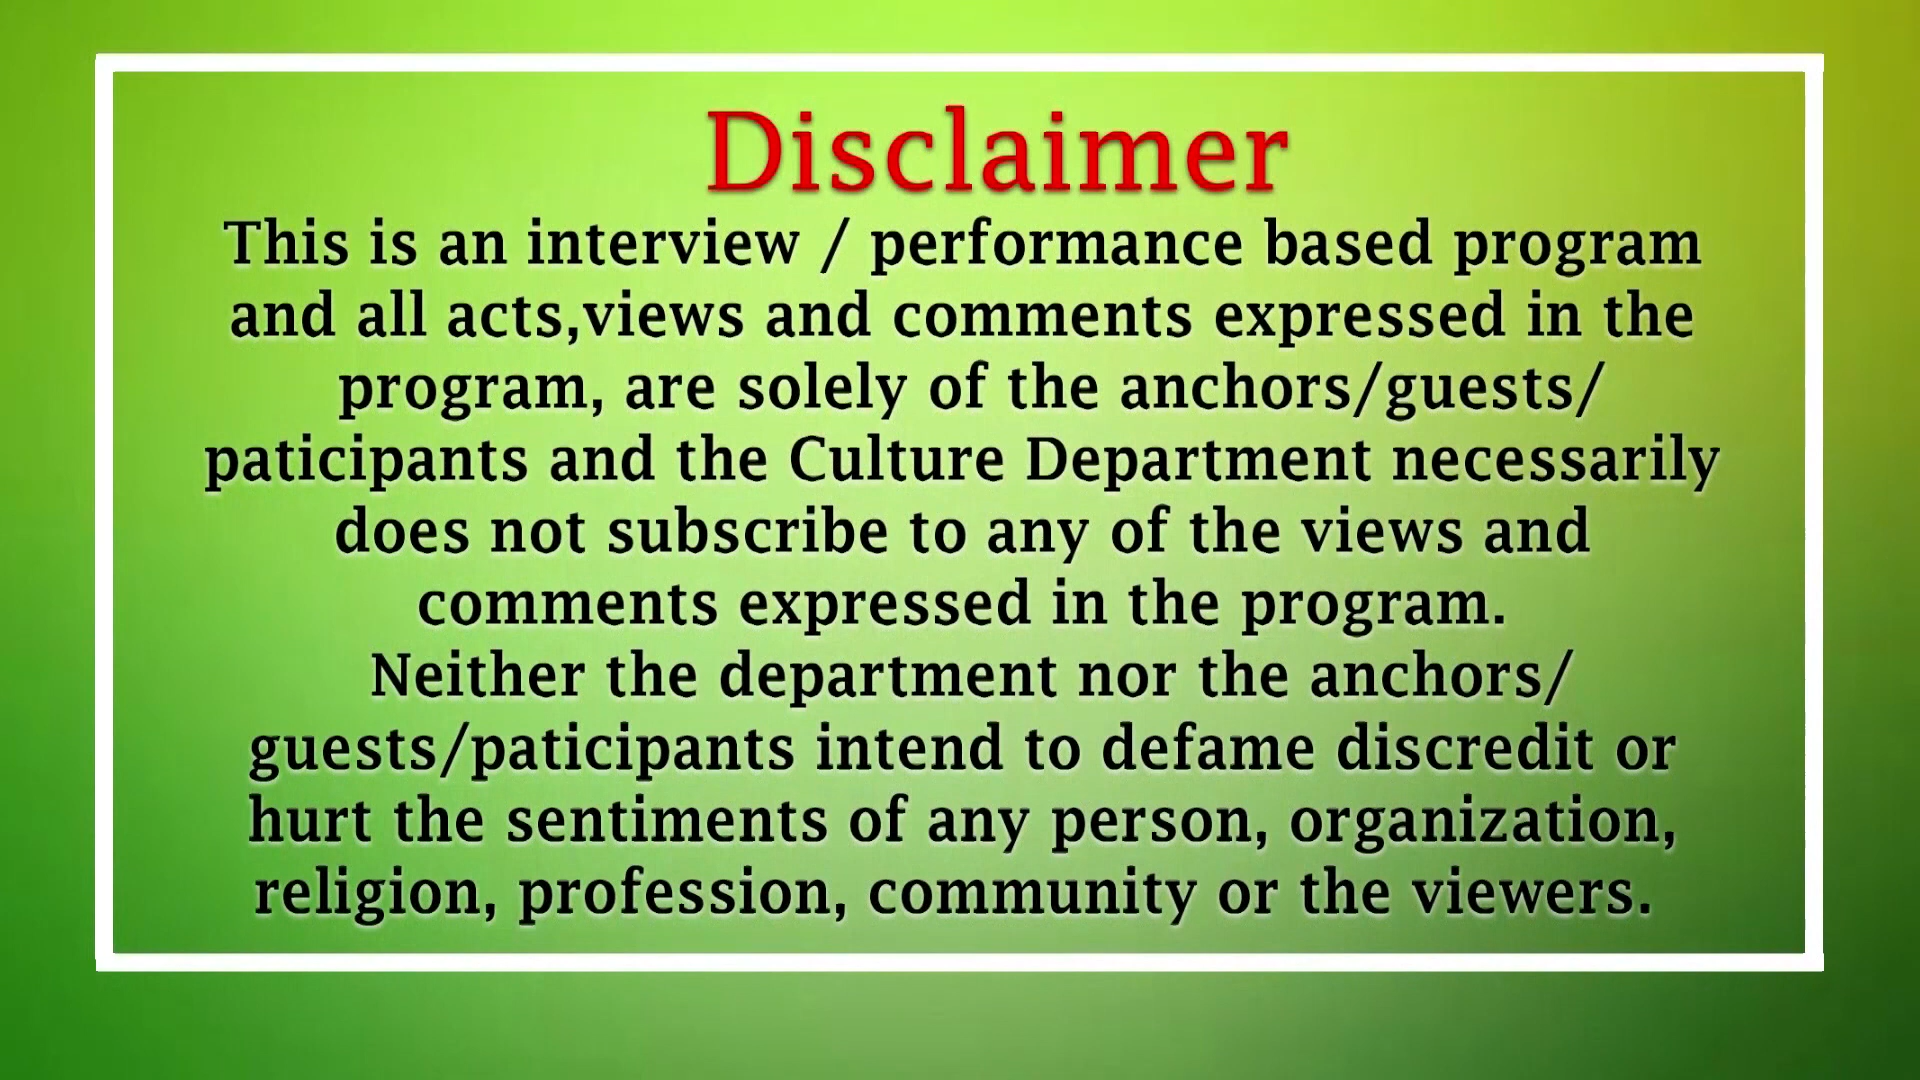 Disclaimer
This is an interview / performance based program
and all acts,views and comments expressed in the
program, are solely of the anchors/guests/
paticipants and the Culture Department necessarily
does not subscribe to any of the views and
comments expressed in the program.
Neither the department nor the anchors/
guests/paticipants intend to defame discredit or
hurt the sentiments of any person, organization,
religion, profession, community or the viewers.